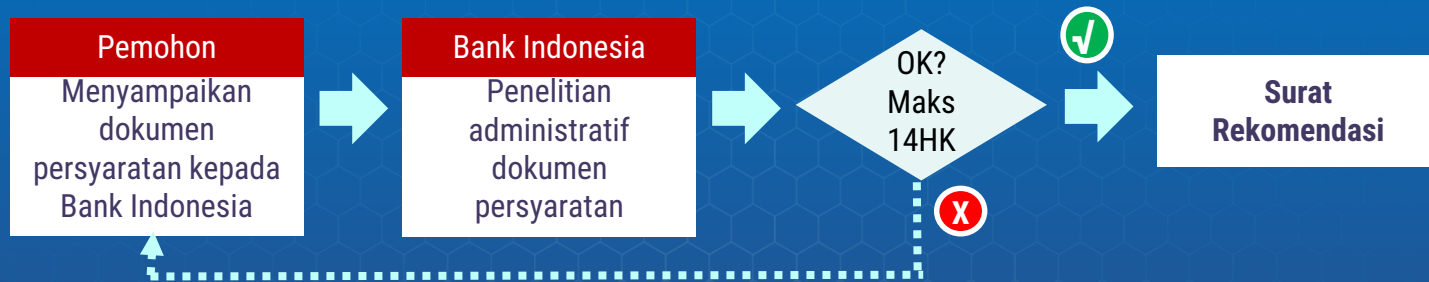 Pemohon
Menyampaikan
dokumen
persyaratan kepada
Bank Indonesia
Bank Indonesia
Penelitian
administratif
dokumen
persyaratan
OK?
Maks
14HK
√
X
Surat
Rekomendasi